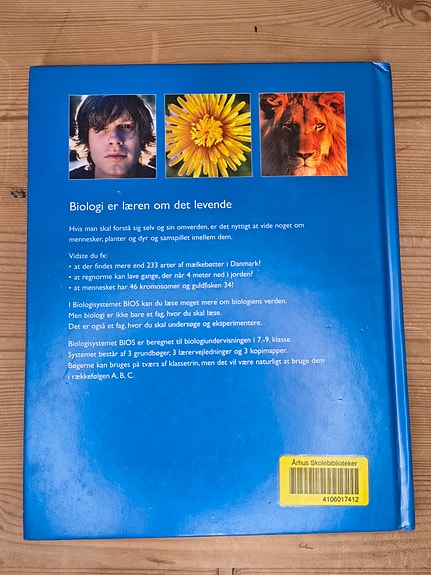 Biologi er læren om det levende
Hvis man skal forstå sig selv og sin omverden, er det nyttigt at vide noget om
mennesker, planter og dyr og samspillet imellem dem.
Vidste du fx:
• at der findes mere end 233 arter af mælkebøtter i Danmark?
• at regnorme kan lave gange, der når 4 meter ned i jorden?
• at mennesket har 46 kromosomer og guldfisken 34?
I Biologisystemet BIOS kan du læse meget mere om biologiens verden.
Men biologi er ikke bare et fag, hvor du skal læse.
Det er også et fag, hvor du skal undersøge og eksperimentere.
Biologisystemet BIOS er beregnet til biologiundervisningen i 7.-9. klasse.
Systemet består af 3 grundbøger, 3 lærervejledninger og 3 kopimapper.
Bøgerne kan bruges på tværs af klassetrin, men det vil være naturligt at bruge dem
i rækkefølgen A, B, C.
Århus Skolebiblioteker
4106017412